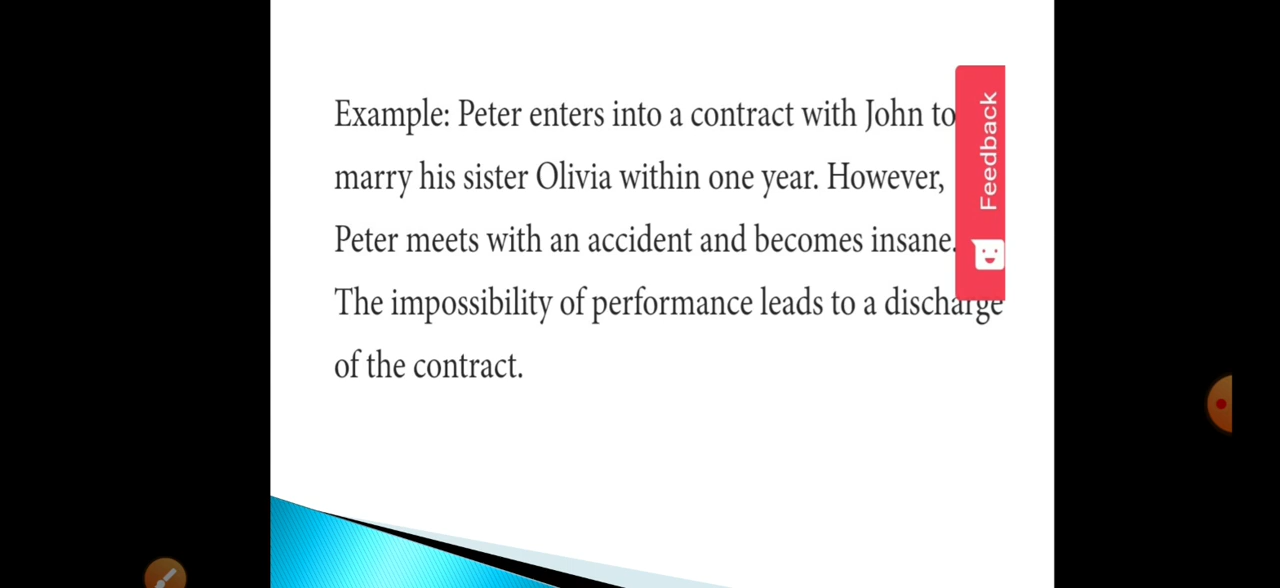 Example: Peter enters into a contract with John to
marry his sister Olivia within one year. However,
Peter meets with an accident and becomes insane.
The impossibility of performance leads to a discharge
of the contract.
Feedback